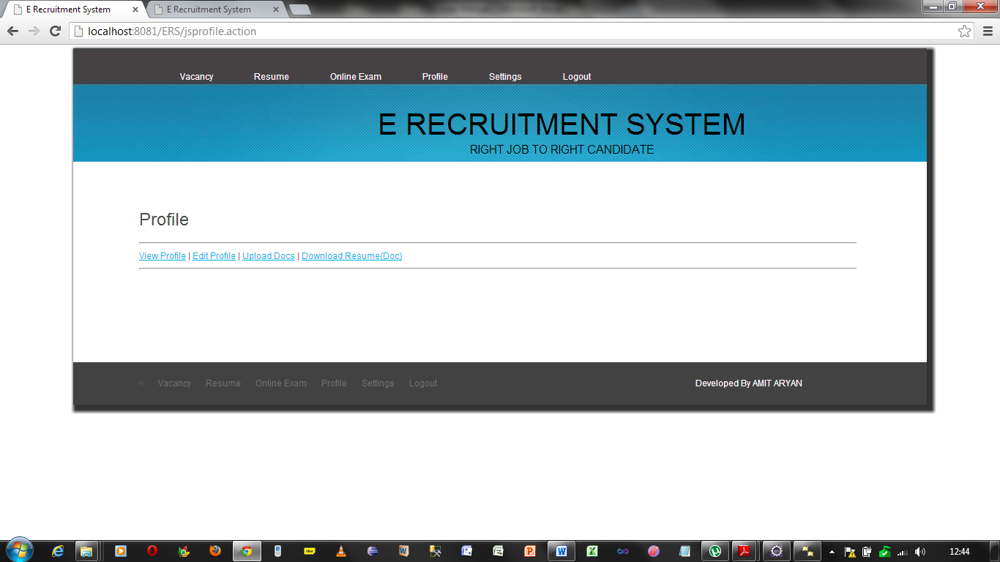 E Recruitment System E Recruitment System
localhost:8081/ERS/jsprofile.action
Vacancy Resume Online Exam Profile Settings Logout
E RECRUITMENT SYSTEM
RIGHT JOB TO RIGHT CANDIDATE
Profile
View Profile | Edit Profile | Upload Docs | Download Resume(Doc)
Vacancy Resume Online Exam Profile Settings Logout Developed By AMIT ARYAN
12:44